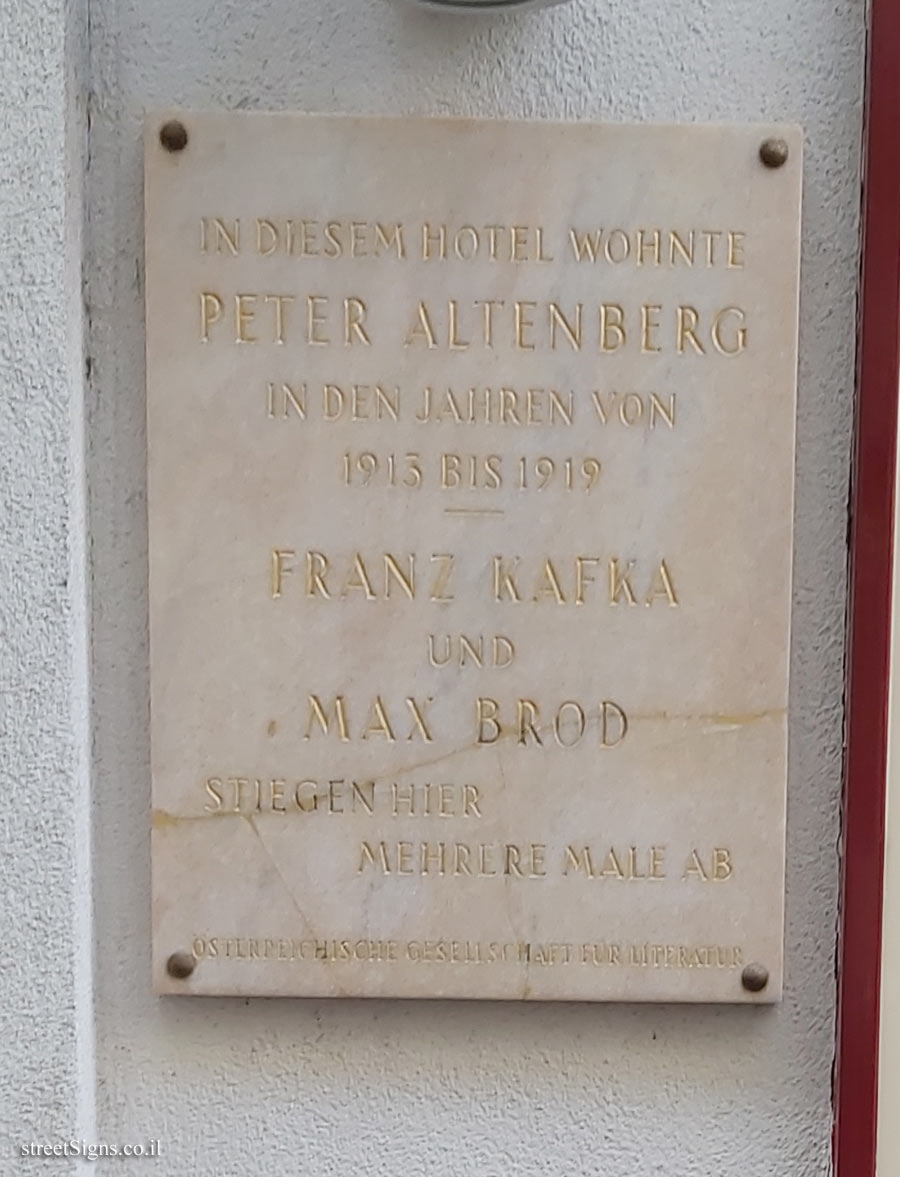 IN DIESEM HOTEL WOHNTE
PETER ALTENBERG
IN DEN JAHREN VON
1913 BIS 1919
FRANZ KAFKA
UND
MAX BROD
STIEGEN HIER
MEHRERE MALE AB
ÖSTERREICHISCHE GESELLSCHAFT FÜR LITERATUR
streetSigns.co.il